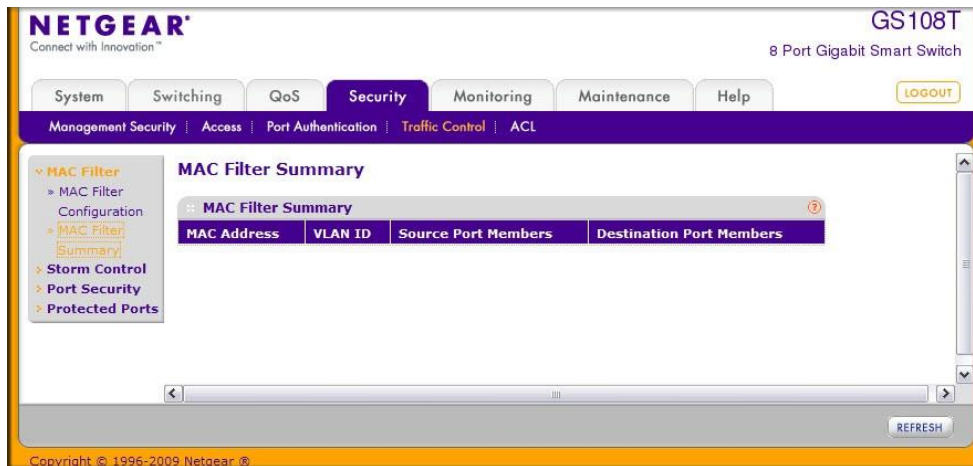 NETGEAR®
Connect with Innovation™
GS108T
8 Port Gigabit Smart Switch
System Switching QoS Security Monitoring Maintenance Help LOGOUT
Management Security Access Port Authentication Traffic Control ACL
MAC Filter
» MAC Filter
Configuration
» MAC Filter
Summary
Storm Control
Port Security
Protected Ports
MAC Filter Summary
MAC Filter Summary ?
MAC Address VLAN ID Source Port Members Destination Port Members
REFRESH
Copyright © 1996-2009 Netgear ®